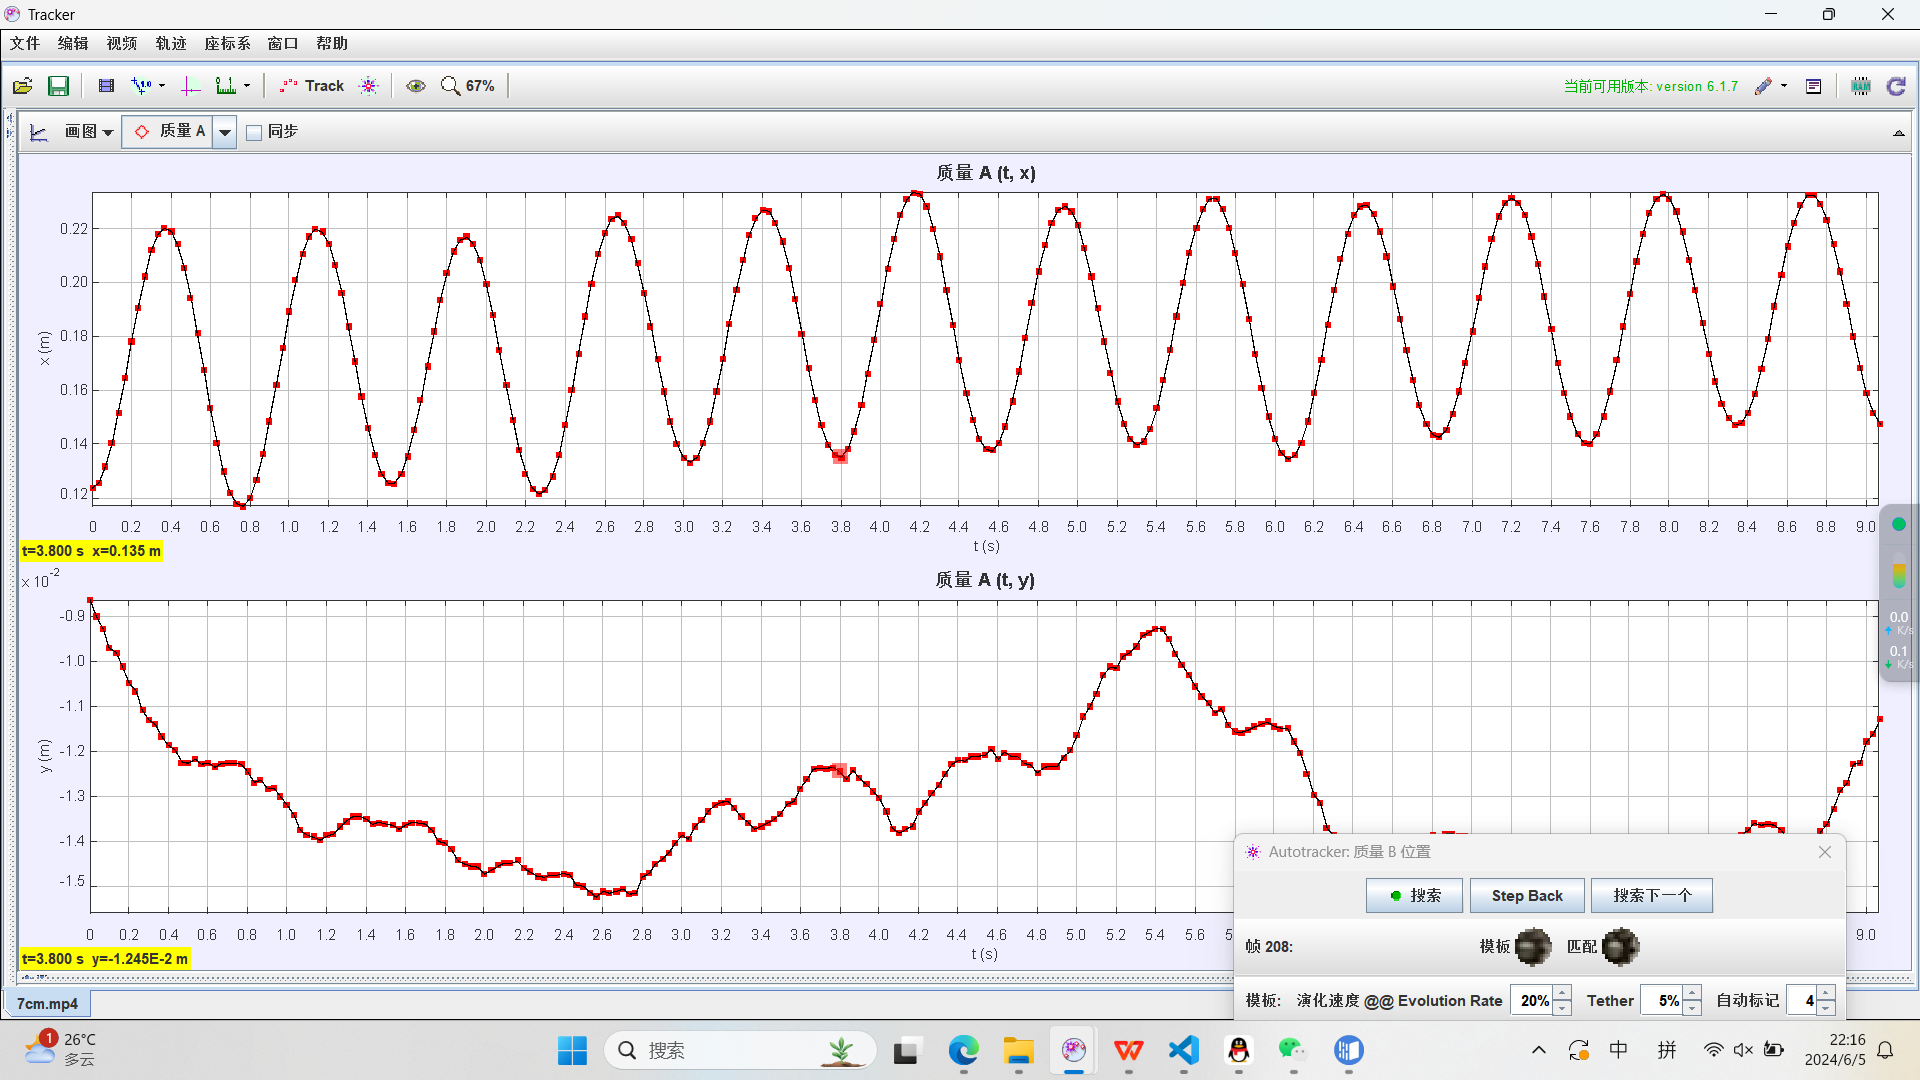 Tracker
文件 编辑 视频 轨迹 座标系 窗口 帮助
Track 67% 当前可用版本: version 6.1.7
画图 质量 A 同步
质量 A (t, x)
0.22
0.20
0.18
0.16
0.14
0.12
x (m)
0 0.2 0.4 0.6 0.8 1.0 1.2 1.4 1.6 1.8 2.0 2.2 2.4 2.6 2.8 3.0 3.2 3.4 3.6 3.8 4.0 4.2 4.4 4.6 4.8 5.0 5.2 5.4 5.6 5.8 6.0 6.2 6.4 6.6 6.8 7.0 7.2 7.4 7.6 7.8 8.0 8.2 8.4 8.6 8.8 9.0
t (s)
t=3.800 s x=0.135 m
x 10-2
质量 A (t, y)
-0.9
-1.0
-1.1
-1.2
-1.3
-1.4
-1.5
y (m)
0 0.2 0.4 0.6 0.8 1.0 1.2 1.4 1.6 1.8 2.0 2.2 2.4 2.6 2.8 3.0 3.2 3.4 3.6 3.8 4.0 4.2 4.4 4.6 4.8 5.0 5.2 5.4 5.6 5 9.0
t (s)
t=3.800 s y=-1.245E-2 m
0.0
K/s
0.1
K/s
Autotracker: 质量 B 位置
搜索 Step Back 搜索下一个
帧 208: 模板 匹配
模板: 演化速度 @@ Evolution Rate 20% Tether 5% 自动标记 4
7cm.mp4
1
26°C
多云
搜索
中 拼
22:16
2024/6/5